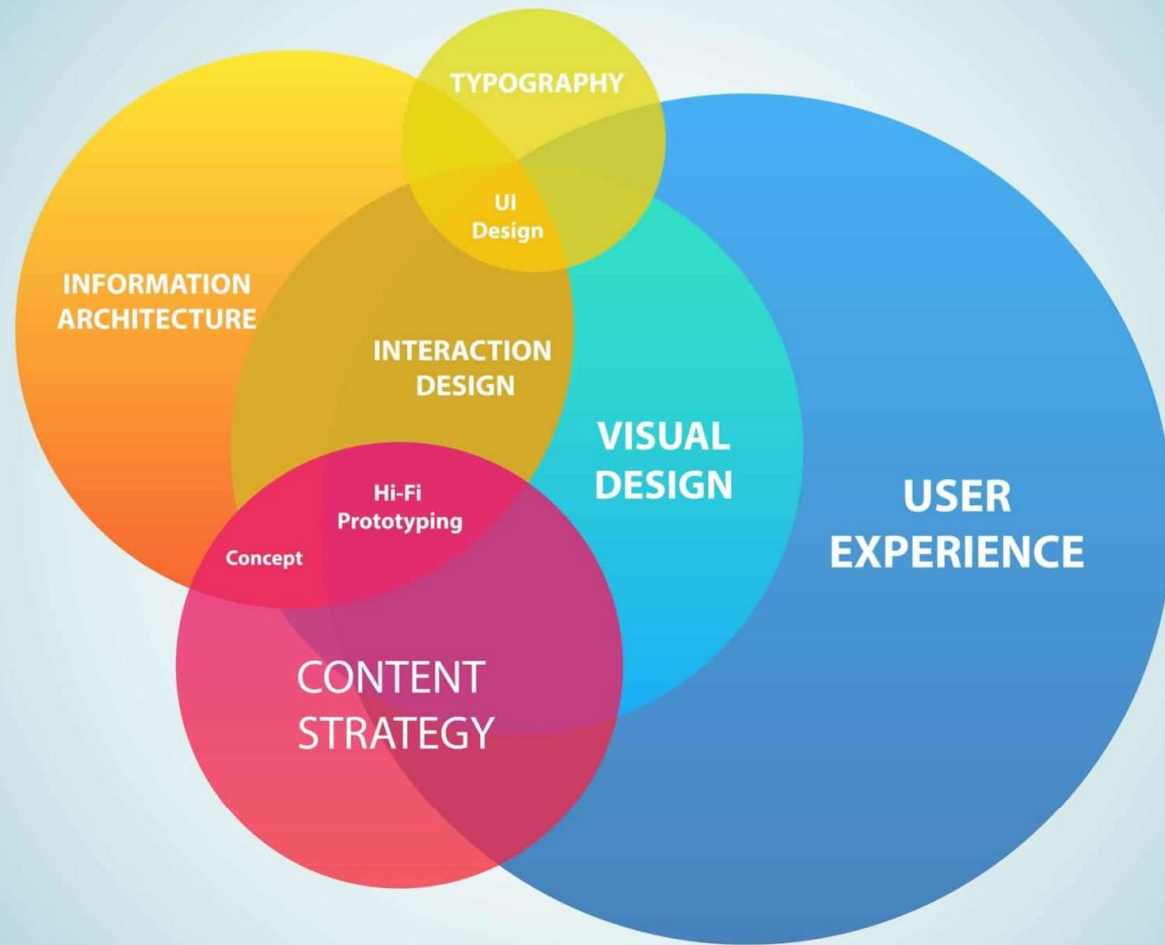 TYPOGRAPHY
UI
Design
INFORMATION
ARCHITECTURE
INTERACTION
DESIGN
VISUAL
DESIGN
USER
EXPERIENCE
Hi-Fi
Prototyping
Concept
CONTENT
STRATEGY